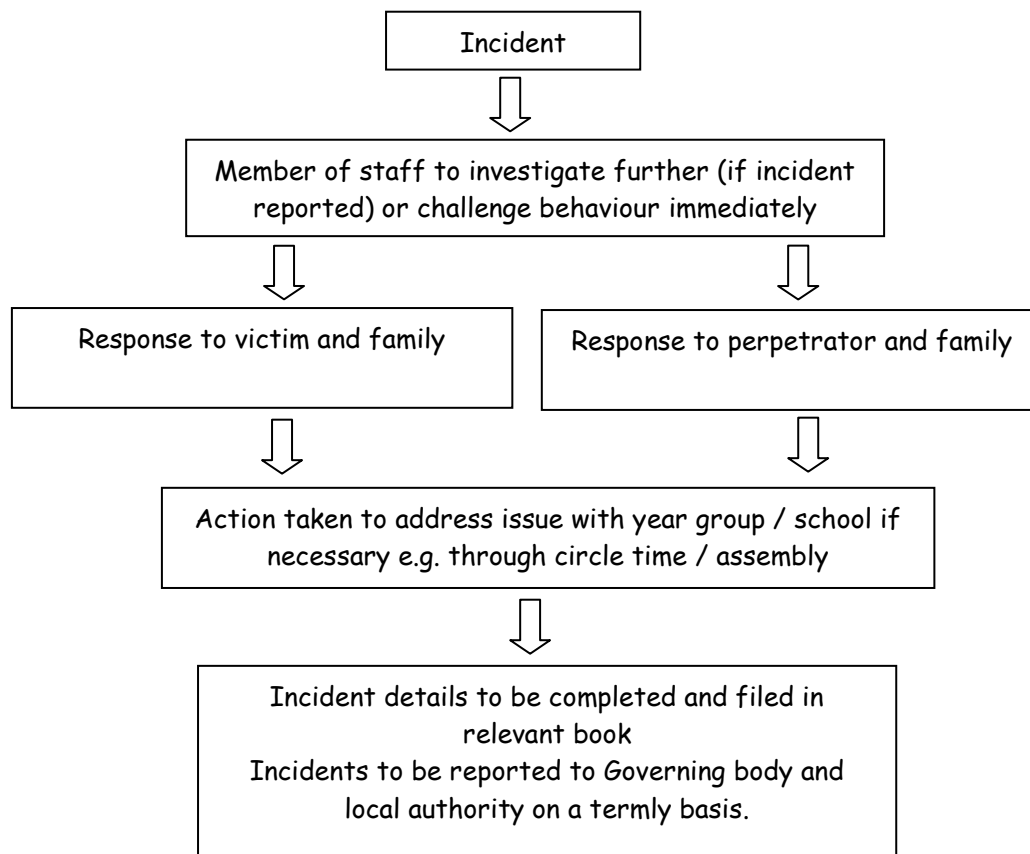 Incident
Member of staff to investigate further (if incident
reported) or challenge behaviour immediately
Response to victim and family
Response to perpetrator and family
Action taken to address issue with year group / school if
necessary e.g. through circle time / assembly
Incident details to be completed and filed in
relevant book
Incidents to be reported to Governing body and
local authority on a termly basis.